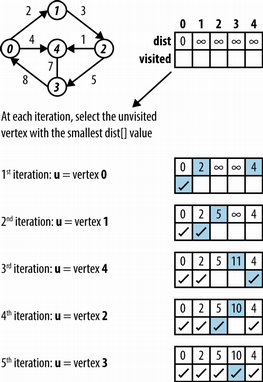 0 1 2 3 4
dist 0 ∞ ∞ ∞ ∞
visited
2 1 3
0 4 4 1 2
8 7 5
3
At each iteration, select the unvisited
vertex with the smallest dist[] value
1st iteration: u = vertex 0
0 2 ∞ ∞ 4
✓
2nd iteration: u = vertex 1
0 2 5 ∞ 4
✓ ✓
3rd iteration: u = vertex 4
0 2 5 11 4
✓ ✓ ✓
4th iteration: u = vertex 2
0 2 5 10 4
✓ ✓ ✓ ✓
5th iteration: u = vertex 3
0 2 5 10 4
✓ ✓ ✓ ✓ ✓